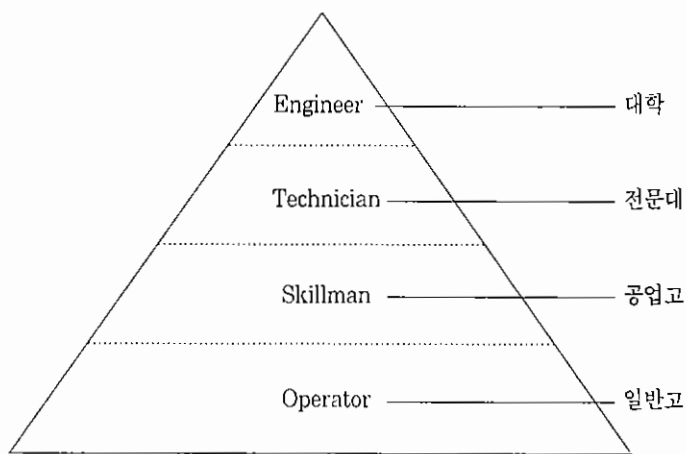 Engineer 대학
Technician 전문대
Skillman 공업고
Operator 일반고